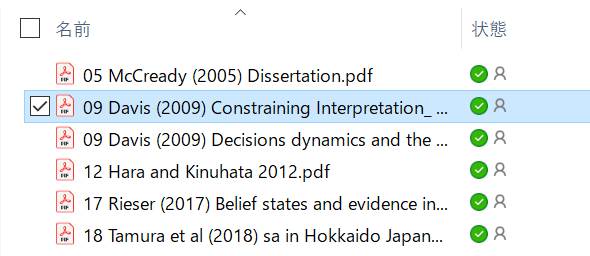 名前 状態
05 McCready (2005) Dissertation.pdf
09 Davis (2009) Constraining Interpretation_ ...
09 Davis (2009) Decisions dynamics and the ...
12 Hara and Kinuhata 2012.pdf
17 Rieser (2017) Belief states and evidence in...
18 Tamura et al (2018) sa in Hokkaido Japan...